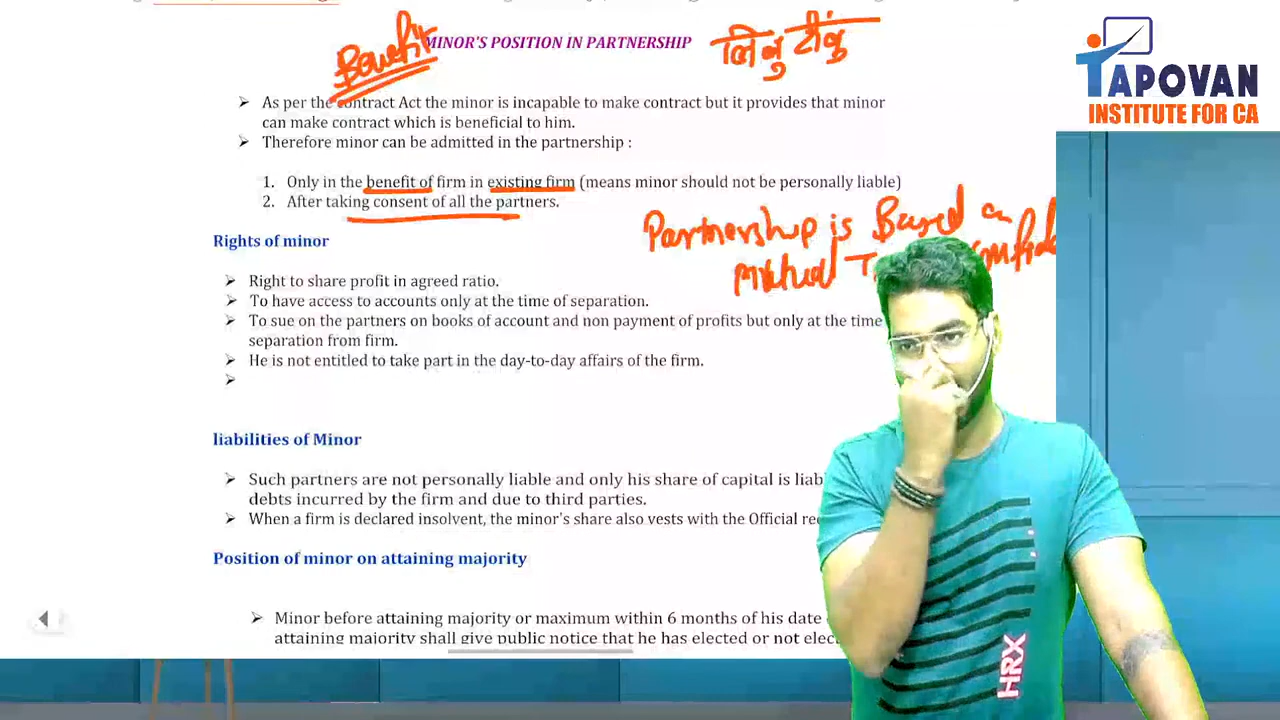 MINOR'S POSITION IN PARTNERSHIP
Benefit
लिनु टीनु
TAPOVAN
INSTITUTE FOR CA
➢ As per the contract Act the minor is incapable to make contract but it provides that minor
can make contract which is beneficial to him.
➢ Therefore minor can be admitted in the partnership :
1. Only in the benefit of firm in existing firm (means minor should not be personally liable)
2. After taking consent of all the partners.
Partnership is Based on
Mutual
Rights of minor
➢ Right to share profit in agreed ratio.
➢ To have access to accounts only at the time of separation.
➢ To sue on the partners on books of account and non payment of profits but only at the time
separation from firm.
➢ He is not entitled to take part in the day-to-day affairs of the firm.
➢
liabilities of Minor
➢ Such partners are not personally liable and only his share of capital is
debts incurred by the firm and due to third parties.
➢ When a firm is declared insolvent, the minor's share also vests with the Official
Position of minor on attaining majority
➢ Minor before attaining majority or maximum within 6 months of his date
attaining majority shall give public notice that he has elected or not
HRX